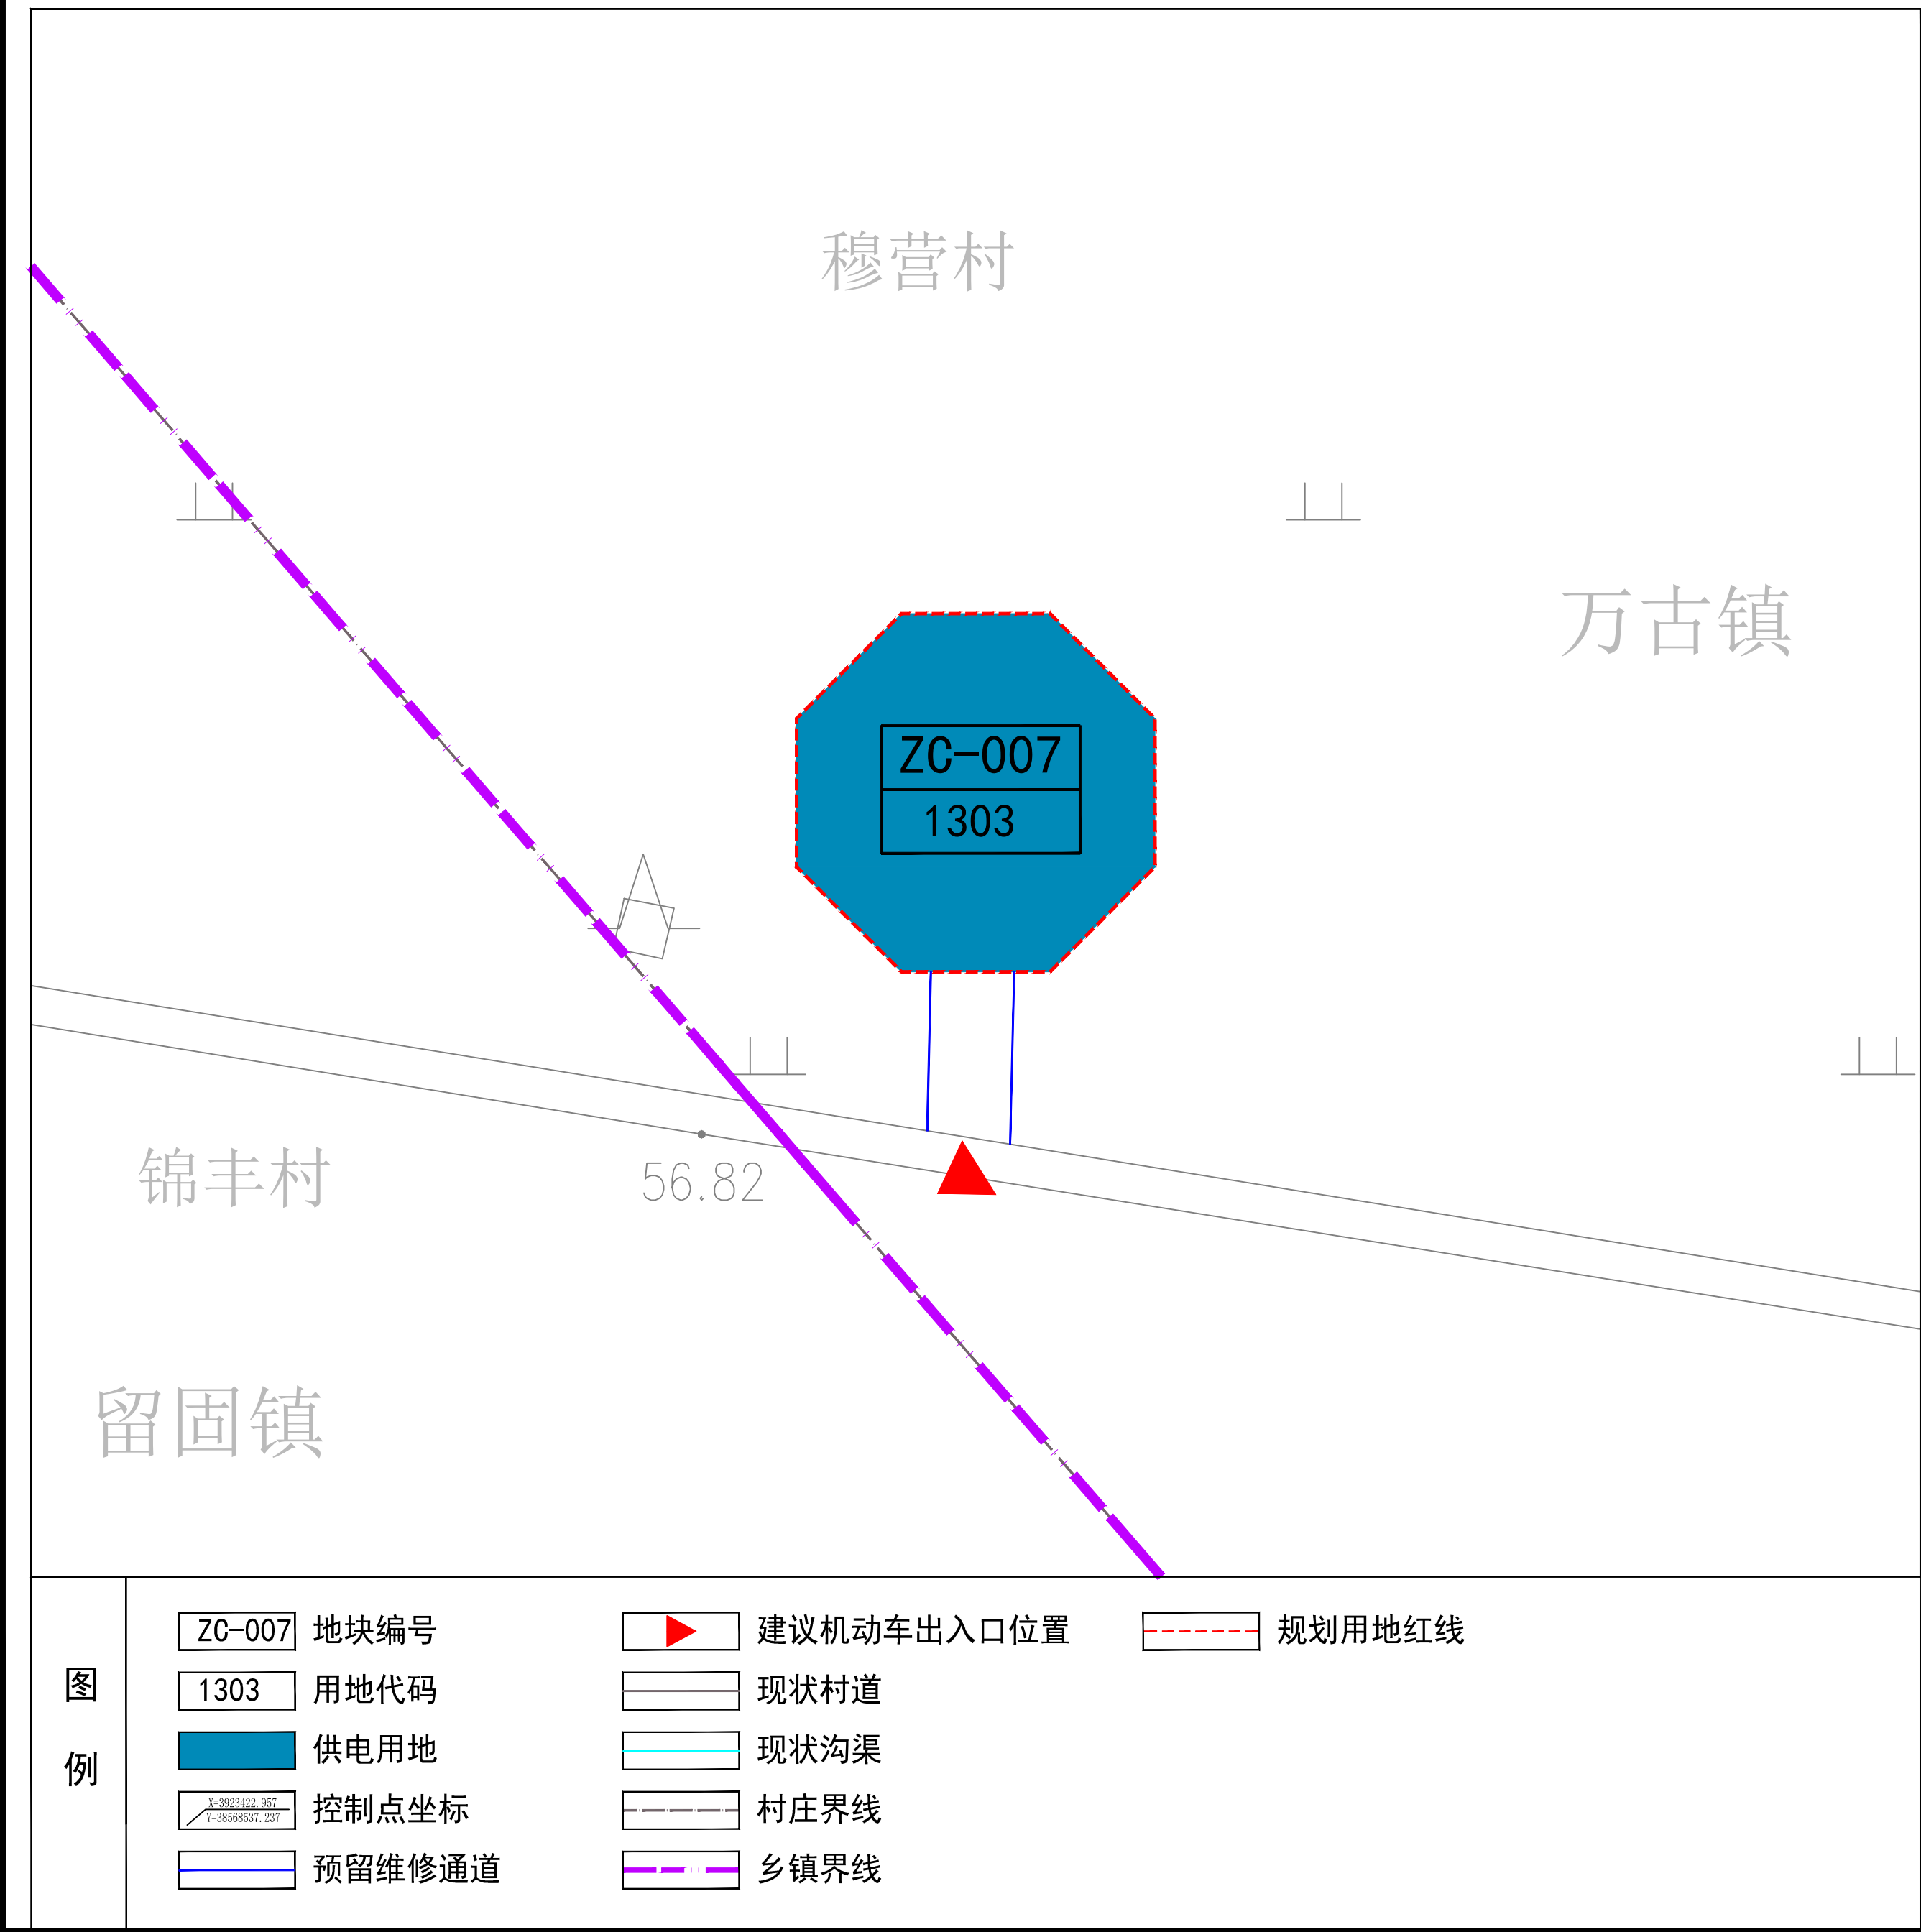 穆营村
万古镇
ZC-007
1303
锦丰村
56.82
留固镇
图例
ZC-007 地块编号
建议机动车出入口位置
规划用地红线
1303 用地代码
现状村道
供电用地
现状沟渠
X=3923422.957
Y=38568537.237
控制点坐标
村庄界线
预留维修通道
乡镇界线